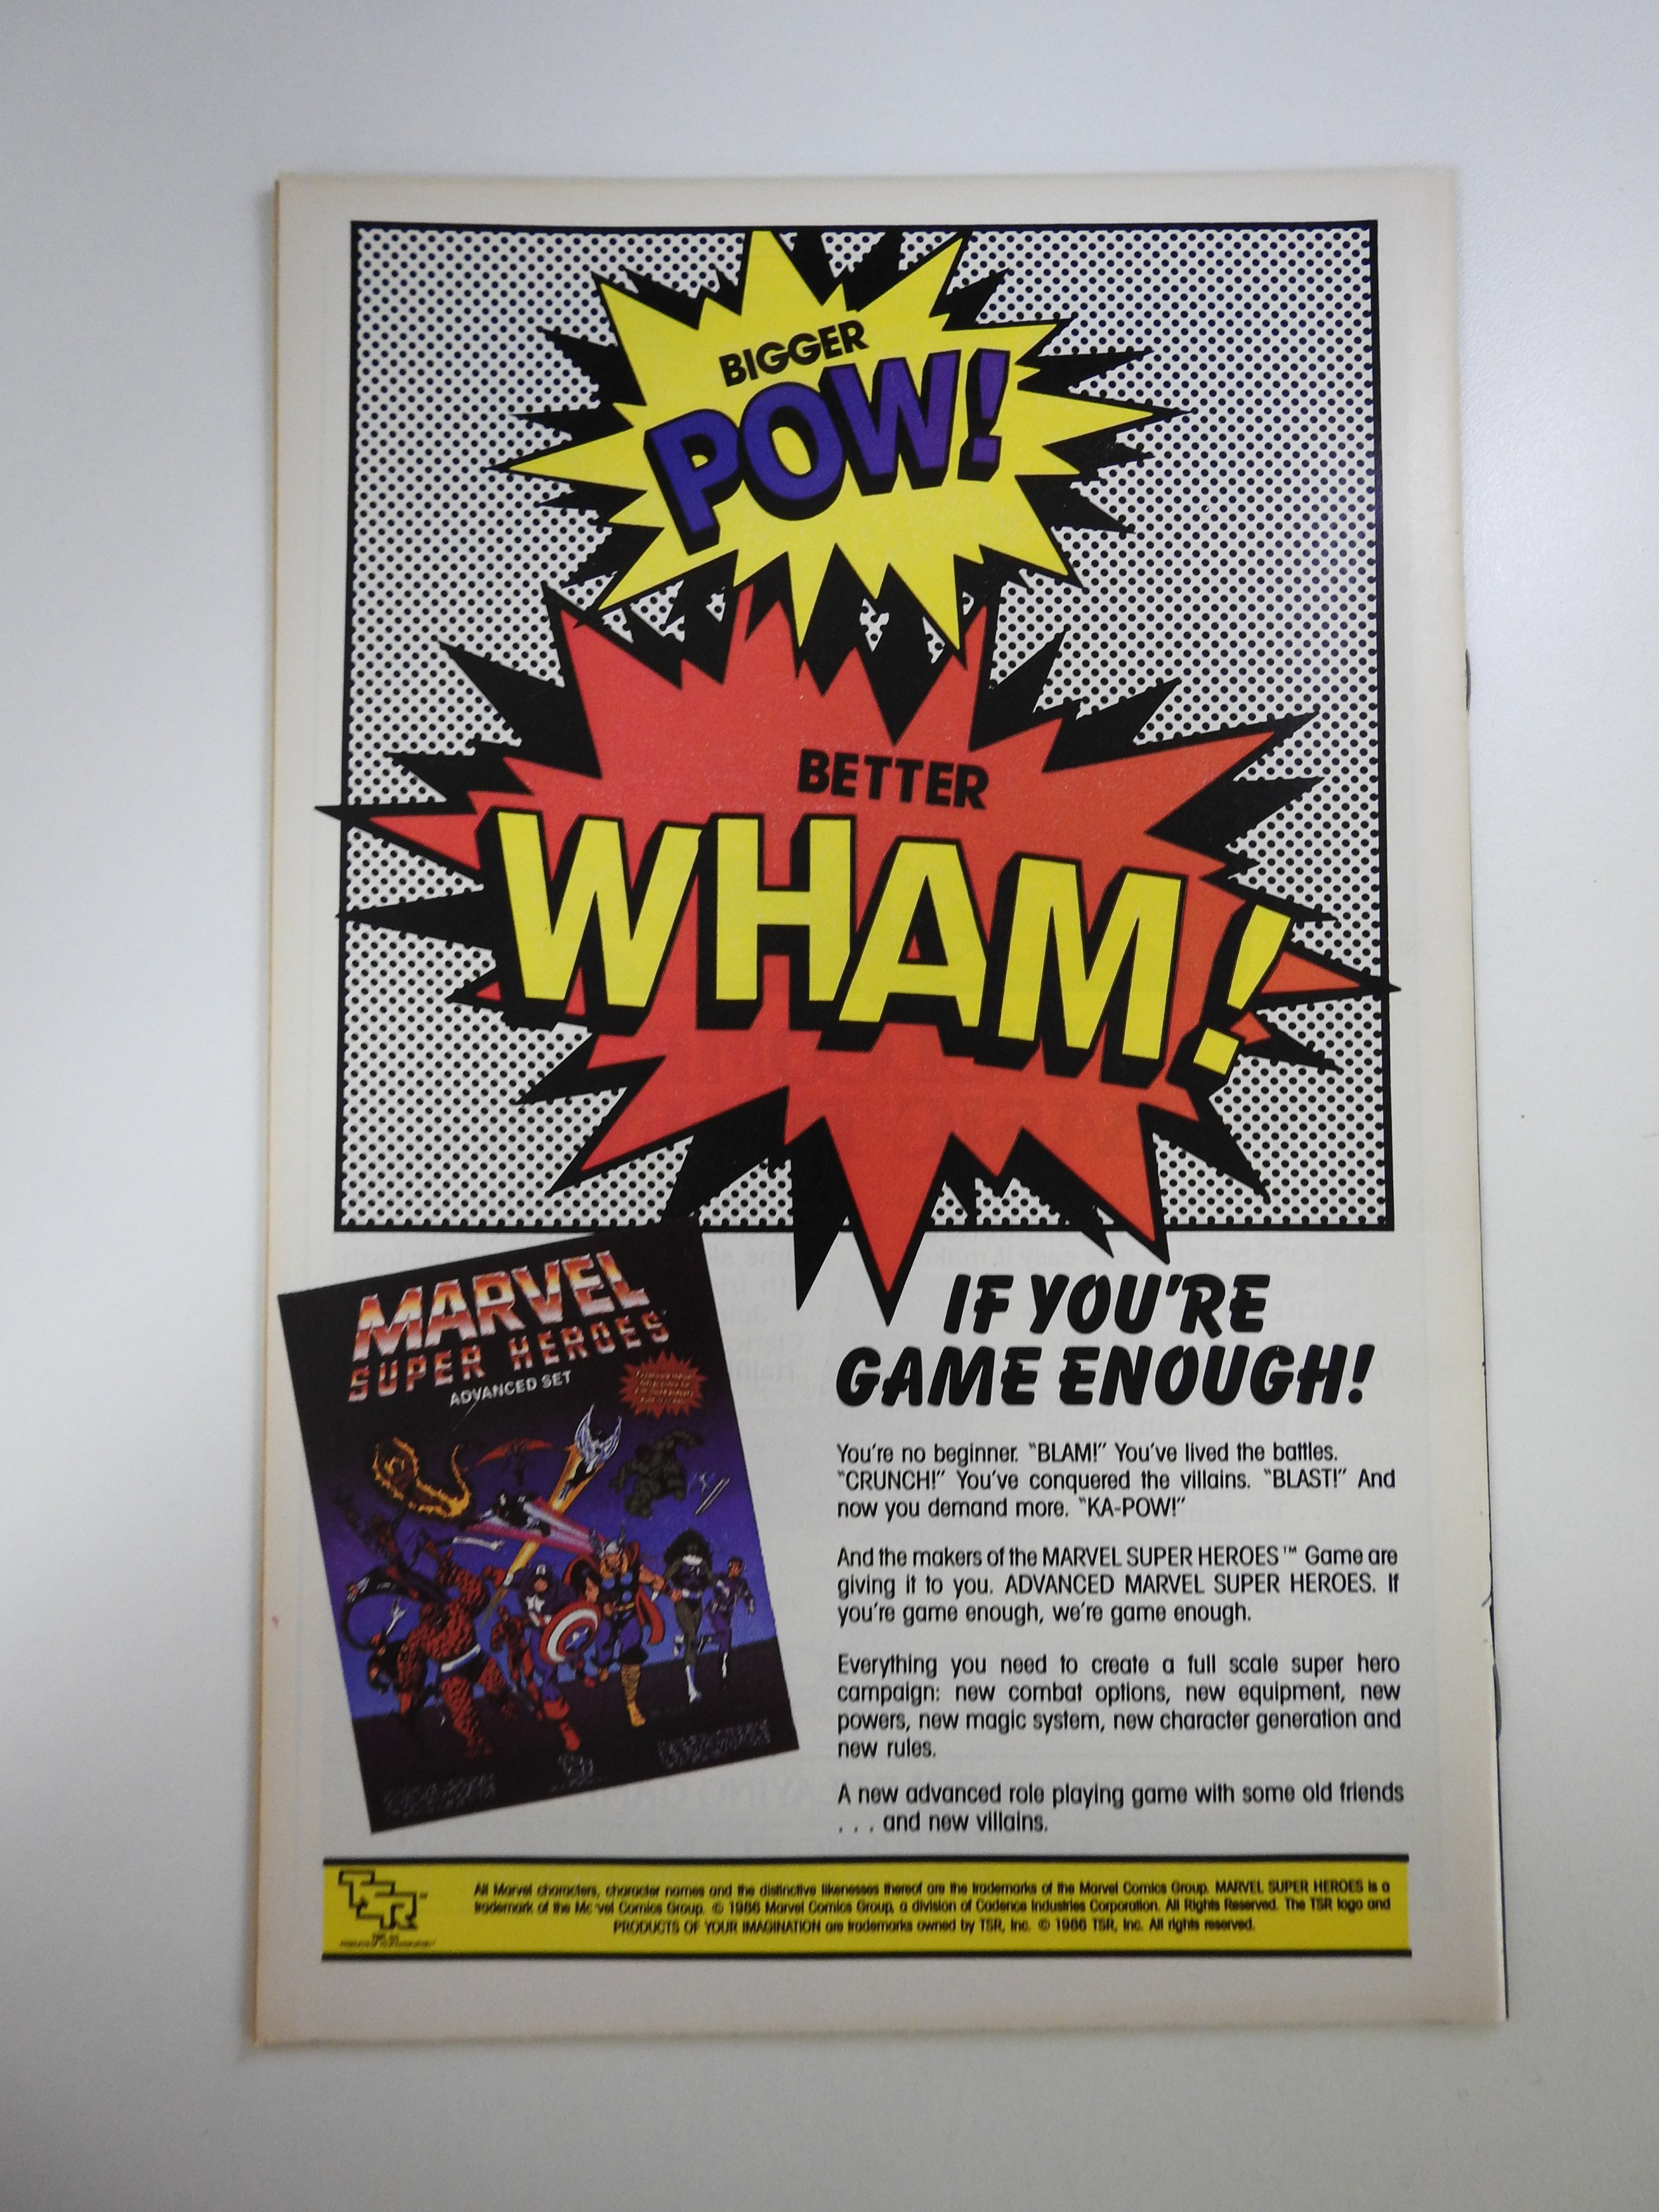 BIGGER
POW!
BETTER
WHAM!
IF YOU'RE
GAME ENOUGH!
MARVEL
SUPER HEROES
ADVANCED SET
You're no beginner. "BLAM!" You've lived the battles.
"CRUNCH!" You've conquered the villains. "BLAST!" And
now you demand more. "KA-POW!"
And the makers of the MARVEL SUPER HEROES™ Game are
giving it to you. ADVANCED MARVEL SUPER HEROES. If
you're game enough, we're game enough.
Everything you need to create a full scale super hero
campaign: new combat options, new equipment, new
powers, new magic system, new character generation and
new rules.
A new advanced role playing game with some old friends
. . . and new villains.
TSR
All Marvel characters, character names and the distinctive likenesses thereof are the trademarks of the Marvel Comics Group. MARVEL SUPER HEROES is a
trademark of the Marvel Comics Group. © 1986 Marvel Comics Group, a division of Cadence Industries Corporation. All Rights Reserved. The TSR logo and
PRODUCTS OF YOUR IMAGINATION are trademarks owned by TSR, Inc. © 1986 TSR, Inc. All rights reserved.